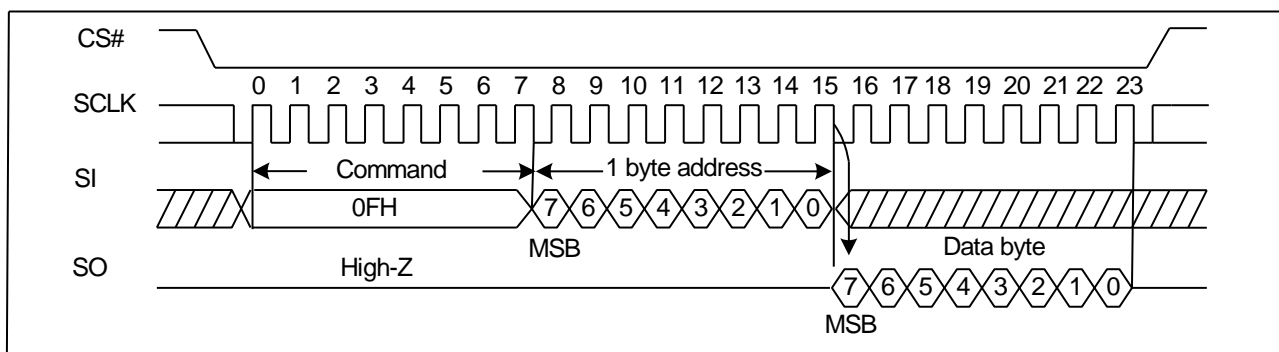 CS#
0 1 2 3 4 5 6 7 8 9 10 11 12 13 14 15 16 17 18 19 20 21 22 23
SCLK
Command 1 byte address
SI
0FH 7 6 5 4 3 2 1 0
MSB Data byte
SO High-Z
7 6 5 4 3 2 1 0
MSB